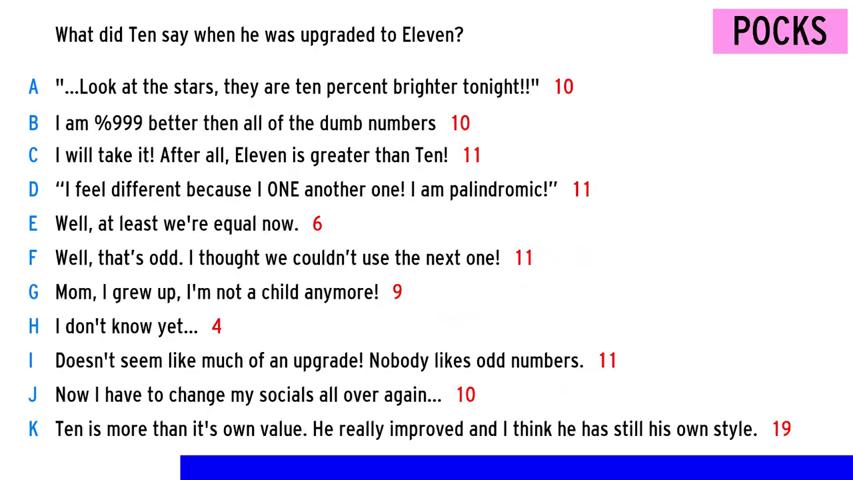 What did Ten say when he was upgraded to Eleven?
POCKS
A "...Look at the stars, they are ten percent brighter tonight!!" 10
B I am %999 better then all of the dumb numbers 10
C I will take it! After all, Eleven is greater than Ten! 11
D “I feel different because I ONE another one! I am palindromic!” 11
E Well, at least we're equal now. 6
F Well, that’s odd. I thought we couldn’t use the next one! 11
G Mom, I grew up, I'm not a child anymore! 9
H I don't know yet... 4
I Doesn't seem like much of an upgrade! Nobody likes odd numbers. 11
J Now I have to change my socials all over again... 10
K Ten is more than it's own value. He really improved and I think he has still his own style. 19